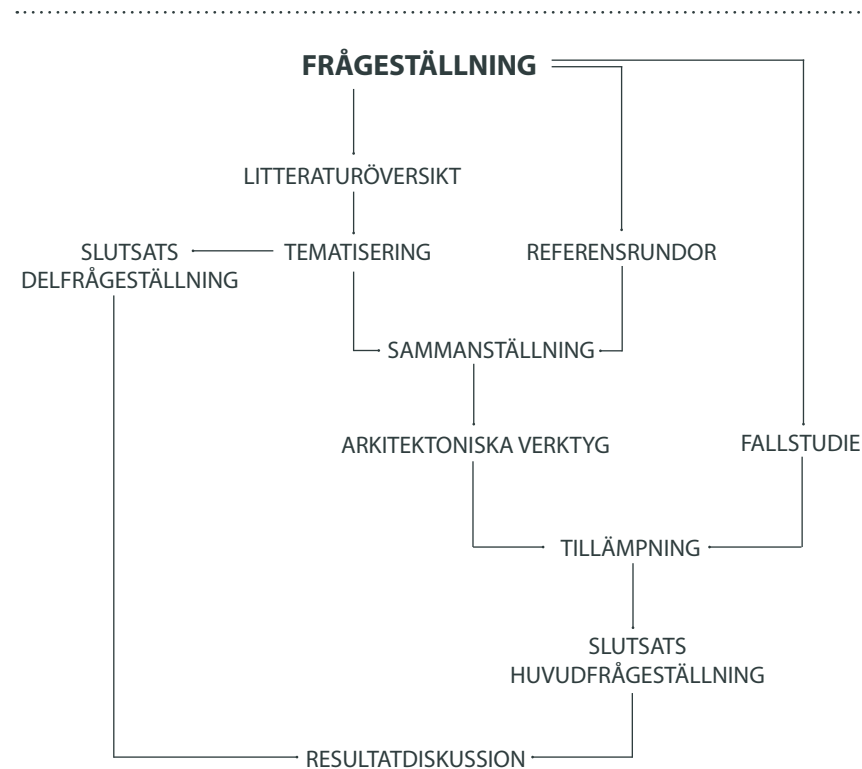 FRÅGESTÄLLNING
LITTERATURÖVERSIKT
SLUTSATS
DELFRÅGESTÄLLNING
TEMATISERING
REFERENSRUNDOR
SAMMANSTÄLLNING
ARKITEKTONISKA VERKTYG
FALLSTUDIE
TILLÄMPNING
SLUTSATS
HUVUDFRÅGESTÄLLNING
RESULTATDISKUSSION